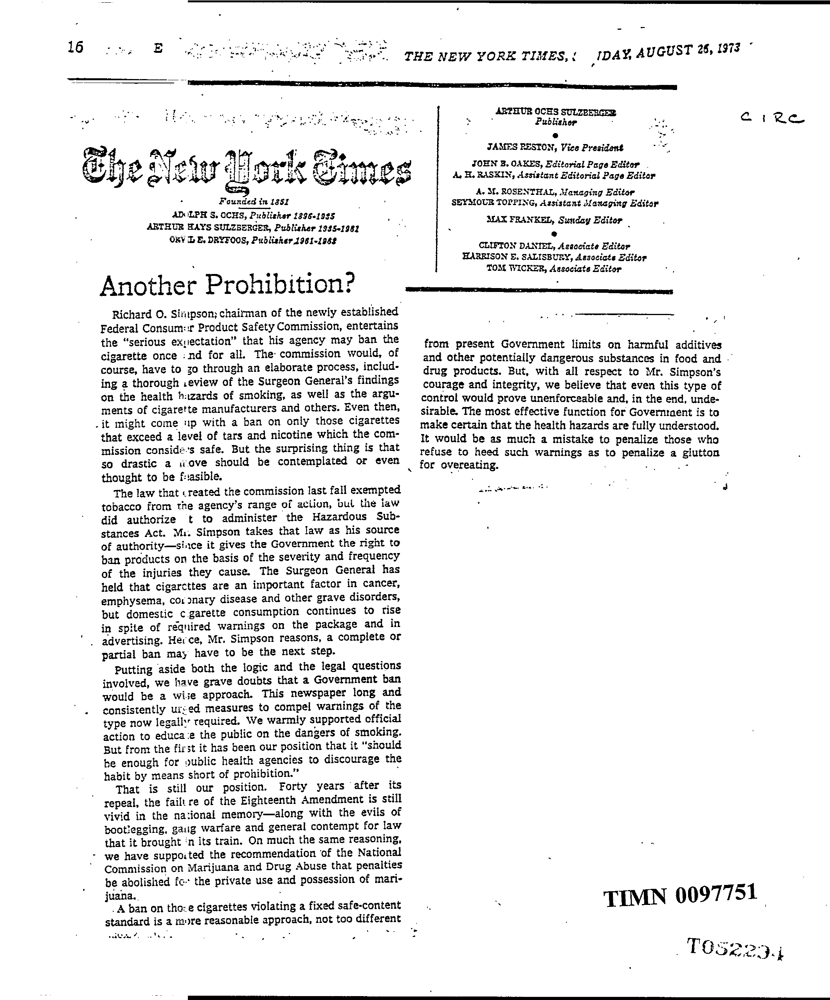 16
E
THE NEW YORK TIMES, IDAY, AUGUST 26, 1973
CIRC
The New York Times
Founded in 1851
AD LPH S. OCHS, Publisher 1896-1935
ARTHUR HAYS SULZBERGER, Publisher 1935-1961
ORV L E. DRYFOOS, Publisher 1961-1963
ARTHUR OCHS SULZBERGER
Publisher
•
JAMES RESTON, Vice President
JOHN B. OAKES, Editorial Page Editor
A. H. RASKIN, Assistant Editorial Page Editor
A. M. ROSENTHAL, Managing Editor
SEYMOUR TOPPING, Assistant Managing Editor
MAX FRANKEL, Sunday Editor
•
CLIFTON DANIEL, Associate Editor
HARRISON E. SALISBURY, Associate Editor
TOM WICKER, Associate Editor
Another Prohibition?
Richard O. Simpson, chairman of the newly established
Federal Consumer Product Safety Commission, entertains
the "serious expectation" that his agency may ban the
cigarette once and for all. The commission would, of
course, have to go through an elaborate process, includ-
ing a thorough review of the Surgeon General's findings
on the health hazards of smoking, as well as the argu-
ments of cigarette manufacturers and others. Even then,
it might come up with a ban on only those cigarettes
that exceed a level of tars and nicotine which the com-
mission considers safe. But the surprising thing is that
so drastic a move should be contemplated or even
thought to be feasible.
The law that created the commission last fall exempted
tobacco from the agency's range of action, but the law
did authorize it to administer the Hazardous Sub-
stances Act. Mr. Simpson takes that law as his source
of authority—since it gives the Government the right to
ban products on the basis of the severity and frequency
of the injuries they cause. The Surgeon General has
held that cigarettes are an important factor in cancer,
emphysema, coronary disease and other grave disorders,
but domestic cigarette consumption continues to rise
in spite of required warnings on the package and in
advertising. Hence, Mr. Simpson reasons, a complete or
partial ban may have to be the next step.
Putting aside both the logic and the legal questions
involved, we have grave doubts that a Government ban
would be a wise approach. This newspaper long and
consistently urged measures to compel warnings of the
type now legally required. We warmly supported official
action to educate the public on the dangers of smoking.
But from the first it has been our position that it "should
be enough for public health agencies to discourage the
habit by means short of prohibition."
That is still our position. Forty years after its
repeal, the failure of the Eighteenth Amendment is still
vivid in the national memory—along with the evils of
bootlegging, gang warfare and general contempt for law
that it brought in its train. On much the same reasoning,
we have supported the recommendation of the National
Commission on Marijuana and Drug Abuse that penalties
be abolished for the private use and possession of mari-
juana.
A ban on those cigarettes violating a fixed safe-content
standard is a more reasonable approach, not too different
from present Government limits on harmful additives
and other potentially dangerous substances in food and
drug products. But, with all respect to Mr. Simpson's
courage and integrity, we believe that even this type of
control would prove unenforceable and, in the end, unde-
sirable. The most effective function for Government is to
make certain that the health hazards are fully understood.
It would be as much a mistake to penalize those who
refuse to heed such warnings as to penalize a glutton
for overeating.
TIMN 0097751
T052294